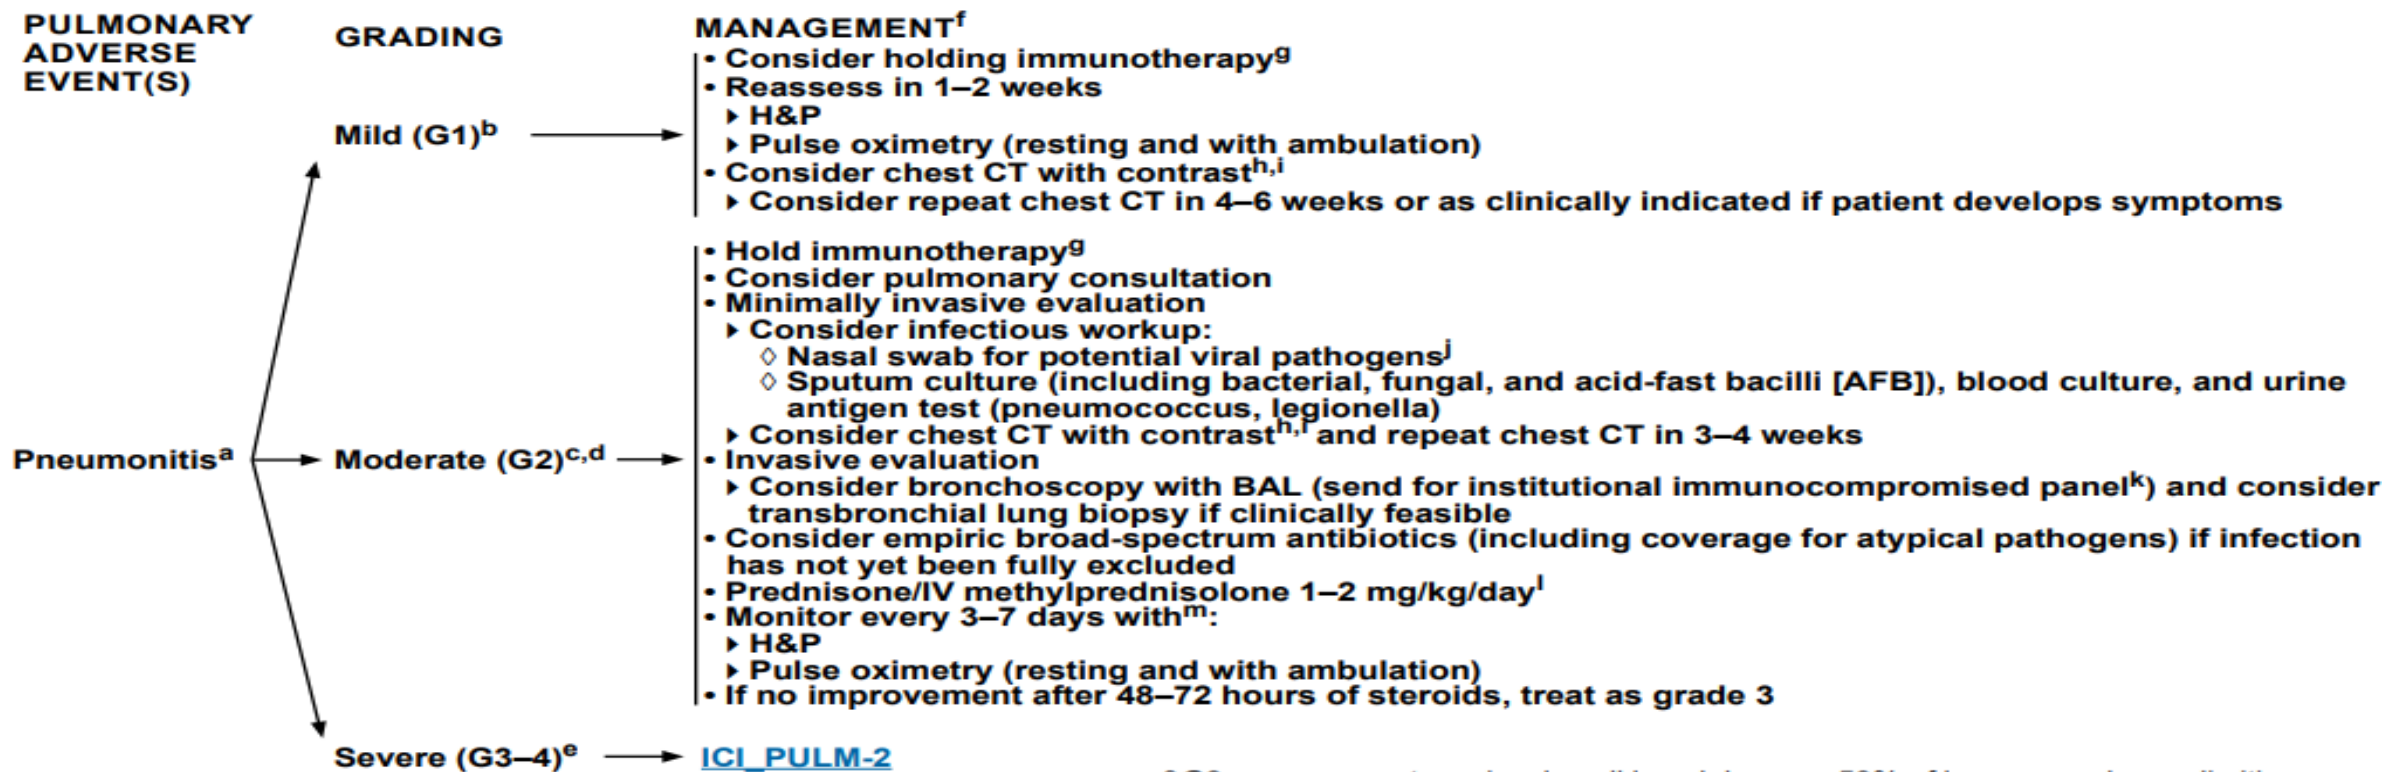 PULMONARY
ADVERSE
EVENT(S)
GRADING
MANAGEMENTᶠ
• Consider holding immunotherapyᵍ
• Reassess in 1–2 weeks
‣ H&P
‣ Pulse oximetry (resting and with ambulation)
• Consider chest CT with contrastʰ,ⁱ
‣ Consider repeat chest CT in 4–6 weeks or as clinically indicated if patient develops symptoms
Mild (G1)ᵇ
• Hold immunotherapyᵍ
• Consider pulmonary consultation
• Minimally invasive evaluation
‣ Consider infectious workup:
◊ Nasal swab for potential viral pathogensʲ
◊ Sputum culture (including bacterial, fungal, and acid-fast bacilli [AFB]), blood culture, and urine
antigen test (pneumococcus, legionella)
‣ Consider chest CT with contrastʰ,ⁱ and repeat chest CT in 3–4 weeks
Pneumonitisᵃ
Moderate (G2)ᶜ,ᵈ
• Invasive evaluation
‣ Consider bronchoscopy with BAL (send for institutional immunocompromised panelᵏ) and consider
transbronchial lung biopsy if clinically feasible
• Consider empiric broad-spectrum antibiotics (including coverage for atypical pathogens) if infection
has not yet been fully excluded
• Prednisone/IV methylprednisolone 1–2 mg/kg/dayˡ
• Monitor every 3–7 days withᵐ:
‣ H&P
‣ Pulse oximetry (resting and with ambulation)
• If no improvement after 48–72 hours of steroids, treat as grade 3
Severe (G3–4)ᵉ
ICI_PULM-2